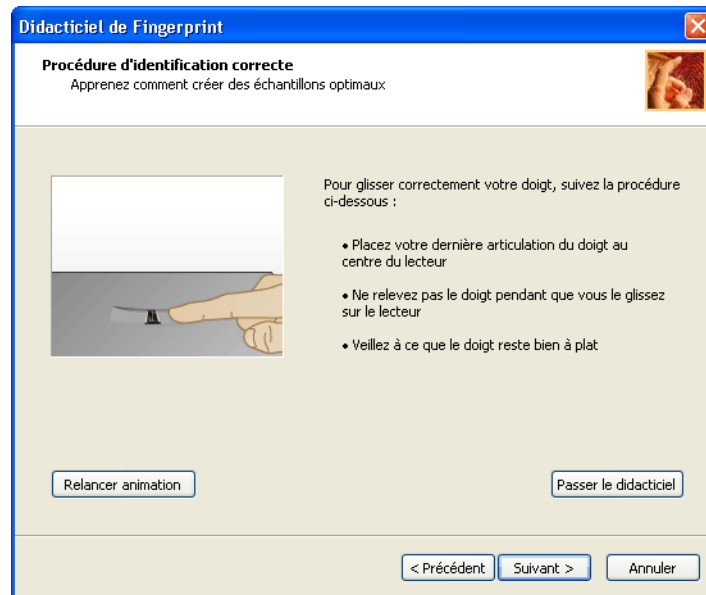 Didacticiel de Fingerprint
Procédure d'identification correcte
Apprenez comment créer des échantillons optimaux
Pour glisser correctement votre doigt, suivez la procédure
ci-dessous :
• Placez votre dernière articulation du doigt au
centre du lecteur
• Ne relevez pas le doigt pendant que vous le glissez
sur le lecteur
• Veillez à ce que le doigt reste bien à plat
Relancer animation
Passer le didacticiel
< Précédent
Suivant >
Annuler